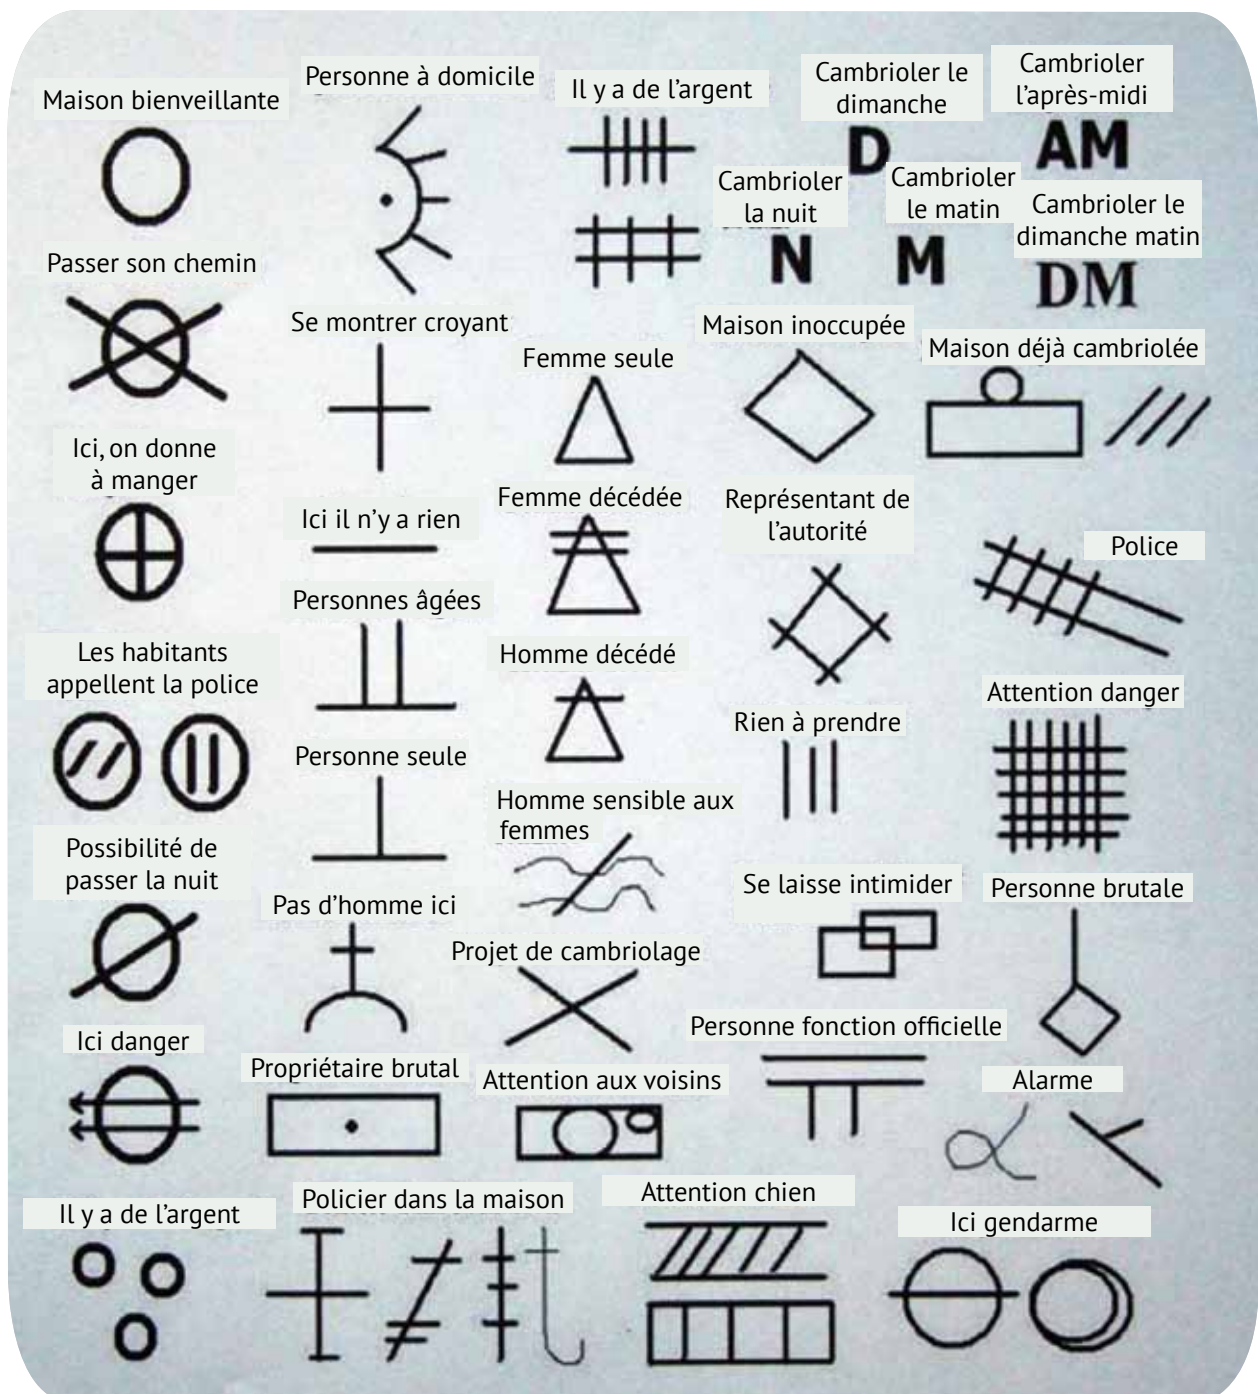 Maison bienveillante
Personne à domicile
Il y a de l’argent
Cambrioler le
dimanche
D
Cambrioler
l’après-midi
AM
Cambrioler
la nuit
N
Cambrioler
le matin
M
Cambrioler le
dimanche matin
DM
Passer son chemin
Se montrer croyant
Femme seule
Maison inoccupée
Maison déjà cambriolée
Ici, on donne
à manger
Ici il n’y a rien
Femme décédée
Représentant de
l’autorité
Police
Personnes âgées
Les habitants
appellent la police
Homme décédé
Attention danger
Rien à prendre
Personne seule
Homme sensible aux
femmes
Possibilité de
passer la nuit
Se laisse intimider
Personne brutale
Pas d’homme ici
Projet de cambriolage
Personne fonction officielle
Ici danger
Propriétaire brutal
Attention aux voisins
Alarme
Il y a de l’argent
Policier dans la maison
Attention chien
Ici gendarme